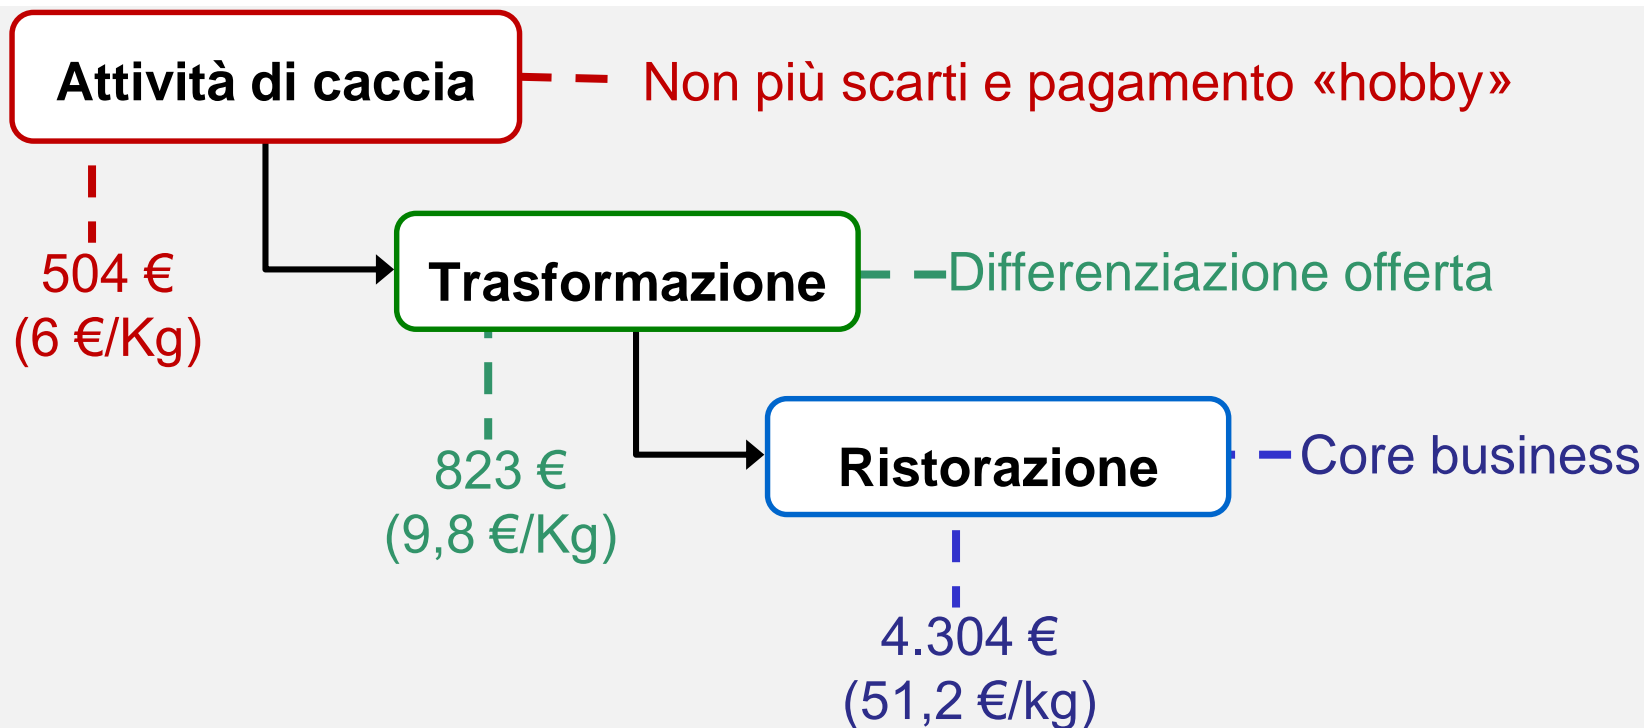 Attività di caccia
Non più scarti e pagamento «hobby»
504 €
(6 €/Kg)
Trasformazione
Differenziazione offerta
823 €
(9,8 €/Kg)
Ristorazione
Core business
4.304 €
(51,2 €/kg)